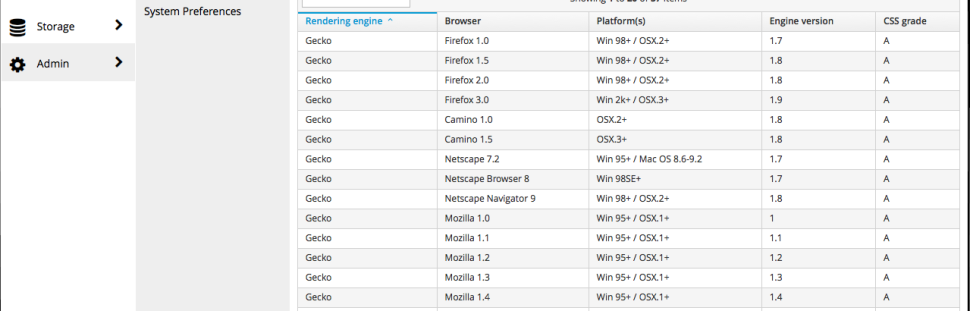 System Preferences
Storage
Admin
Rendering engine Browser Platform(s) Engine version CSS grade
Gecko Firefox 1.0 Win 98+ / OSX.2+ 1.7 A
Gecko Firefox 1.5 Win 98+ / OSX.2+ 1.8 A
Gecko Firefox 2.0 Win 98+ / OSX.2+ 1.8 A
Gecko Firefox 3.0 Win 2k+ / OSX.3+ 1.9 A
Gecko Camino 1.0 OSX.2+ 1.8 A
Gecko Camino 1.5 OSX.3+ 1.8 A
Gecko Netscape 7.2 Win 95+ / Mac OS 8.6-9.2 1.7 A
Gecko Netscape Browser 8 Win 98SE+ 1.7 A
Gecko Netscape Navigator 9 Win 98+ / OSX.2+ 1.8 A
Gecko Mozilla 1.0 Win 95+ / OSX.1+ 1 A
Gecko Mozilla 1.1 Win 95+ / OSX.1+ 1.1 A
Gecko Mozilla 1.2 Win 95+ / OSX.1+ 1.2 A
Gecko Mozilla 1.3 Win 95+ / OSX.1+ 1.3 A
Gecko Mozilla 1.4 Win 95+ / OSX.1+ 1.4 A